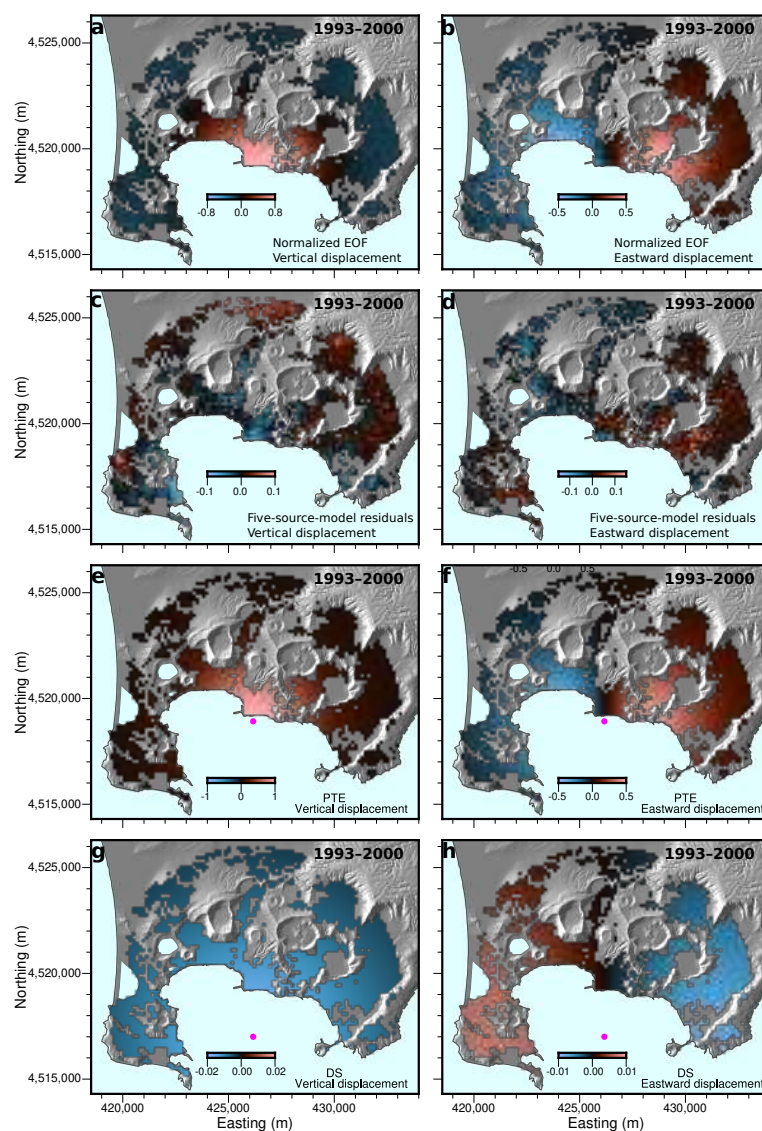 a 1993–2000
b 1993–2000
Northing (m)
4,525,000
4,520,000
4,515,000
-0.8 0.0 0.8
Normalized EOF
Vertical displacement
-0.5 0.0 0.5
Normalized EOF
Eastward displacement
c 1993–2000
d 1993–2000
Northing (m)
4,525,000
4,520,000
4,515,000
-0.1 0.0 0.1
Five-source-model residuals
Vertical displacement
-0.1 0.0 0.1
Five-source-model residuals
Eastward displacement
-0.5 0.0 0.5
e 1993–2000
f 1993–2000
Northing (m)
4,525,000
4,520,000
4,515,000
-1 0 1
PTE
Vertical displacement
-0.5 0.0 0.5
PTE
Eastward displacement
g 1993–2000
h 1993–2000
Northing (m)
4,525,000
4,520,000
4,515,000
-0.02 0.00 0.02
DS
Vertical displacement
-0.01 0.00 0.01
DS
Eastward displacement
420,000 425,000 430,000
420,000 425,000 430,000
Easting (m)
Easting (m)